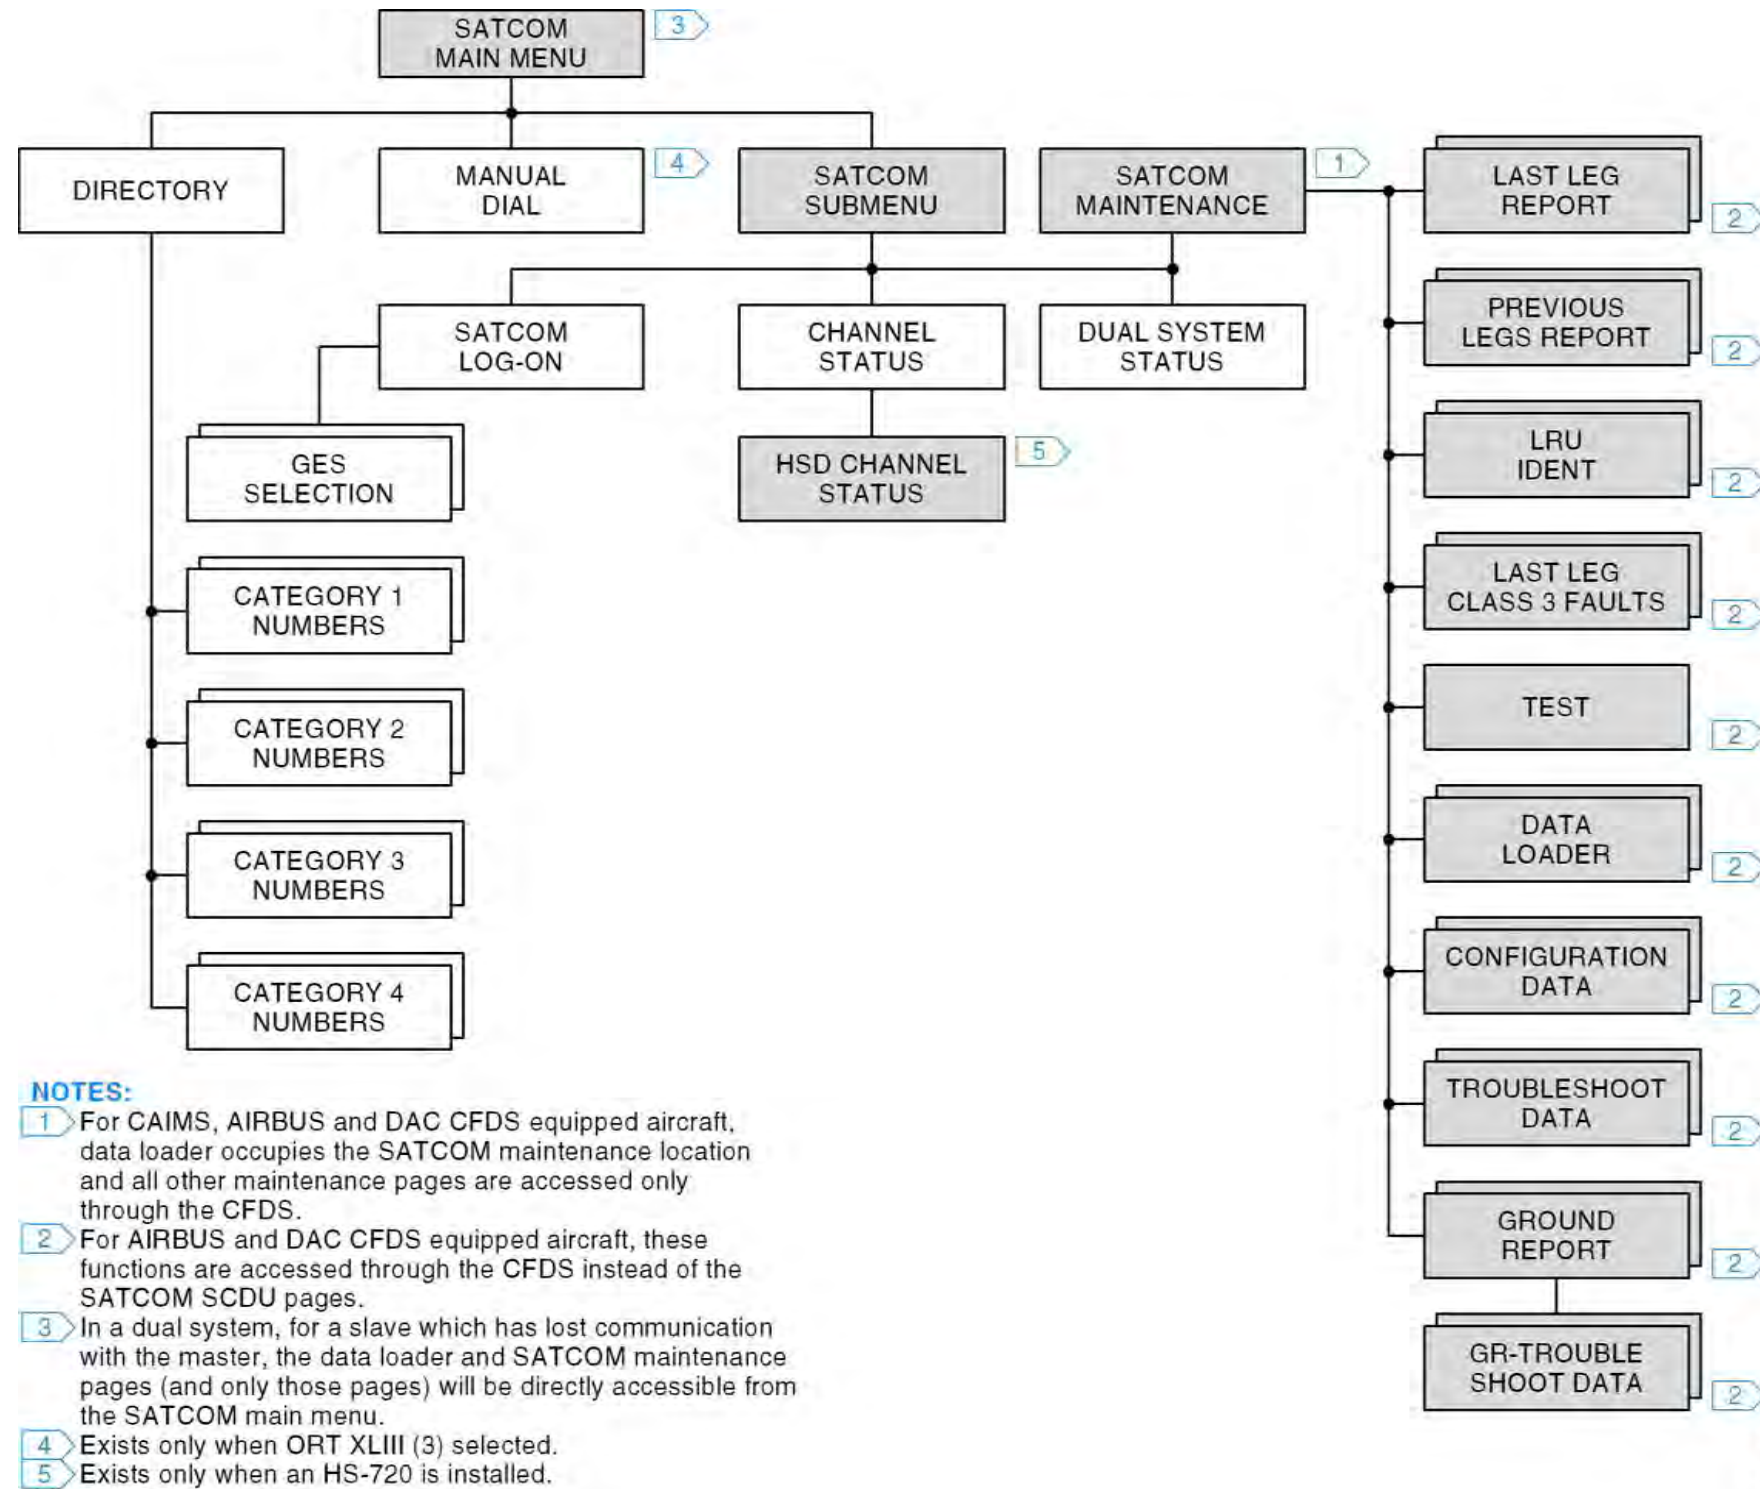 SATCOM
MAIN MENU
3
DIRECTORY
MANUAL
DIAL
4
SATCOM
SUBMENU
SATCOM
MAINTENANCE
1
LAST LEG
REPORT
2
SATCOM
LOG-ON
CHANNEL
STATUS
DUAL SYSTEM
STATUS
PREVIOUS
LEGS REPORT
2
GES
SELECTION
HSD CHANNEL
STATUS
5
LRU
IDENT
2
CATEGORY 1
NUMBERS
LAST LEG
CLASS 3 FAULTS
2
CATEGORY 2
NUMBERS
TEST
2
CATEGORY 3
NUMBERS
DATA
LOADER
2
CATEGORY 4
NUMBERS
CONFIGURATION
DATA
2
TROUBLESHOOT
DATA
2
GROUND
REPORT
2
GR-TROUBLE
SHOOT DATA
2
NOTES:
1 For CAIMS, AIRBUS and DAC CFDS equipped aircraft,
data loader occupies the SATCOM maintenance location
and all other maintenance pages are accessed only
through the CFDS.
2 For AIRBUS and DAC CFDS equipped aircraft, these
functions are accessed through the CFDS instead of the
SATCOM SCDU pages.
3 In a dual system, for a slave which has lost communication
with the master, the data loader and SATCOM maintenance
pages (and only those pages) will be directly accessible from
the SATCOM main menu.
4 Exists only when ORT XLIII (3) selected.
5 Exists only when an HS-720 is installed.